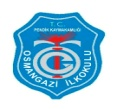 T.C.
PENDİK KAYMAKAMLIĞI
OSMANGAZİ İLKOKULU